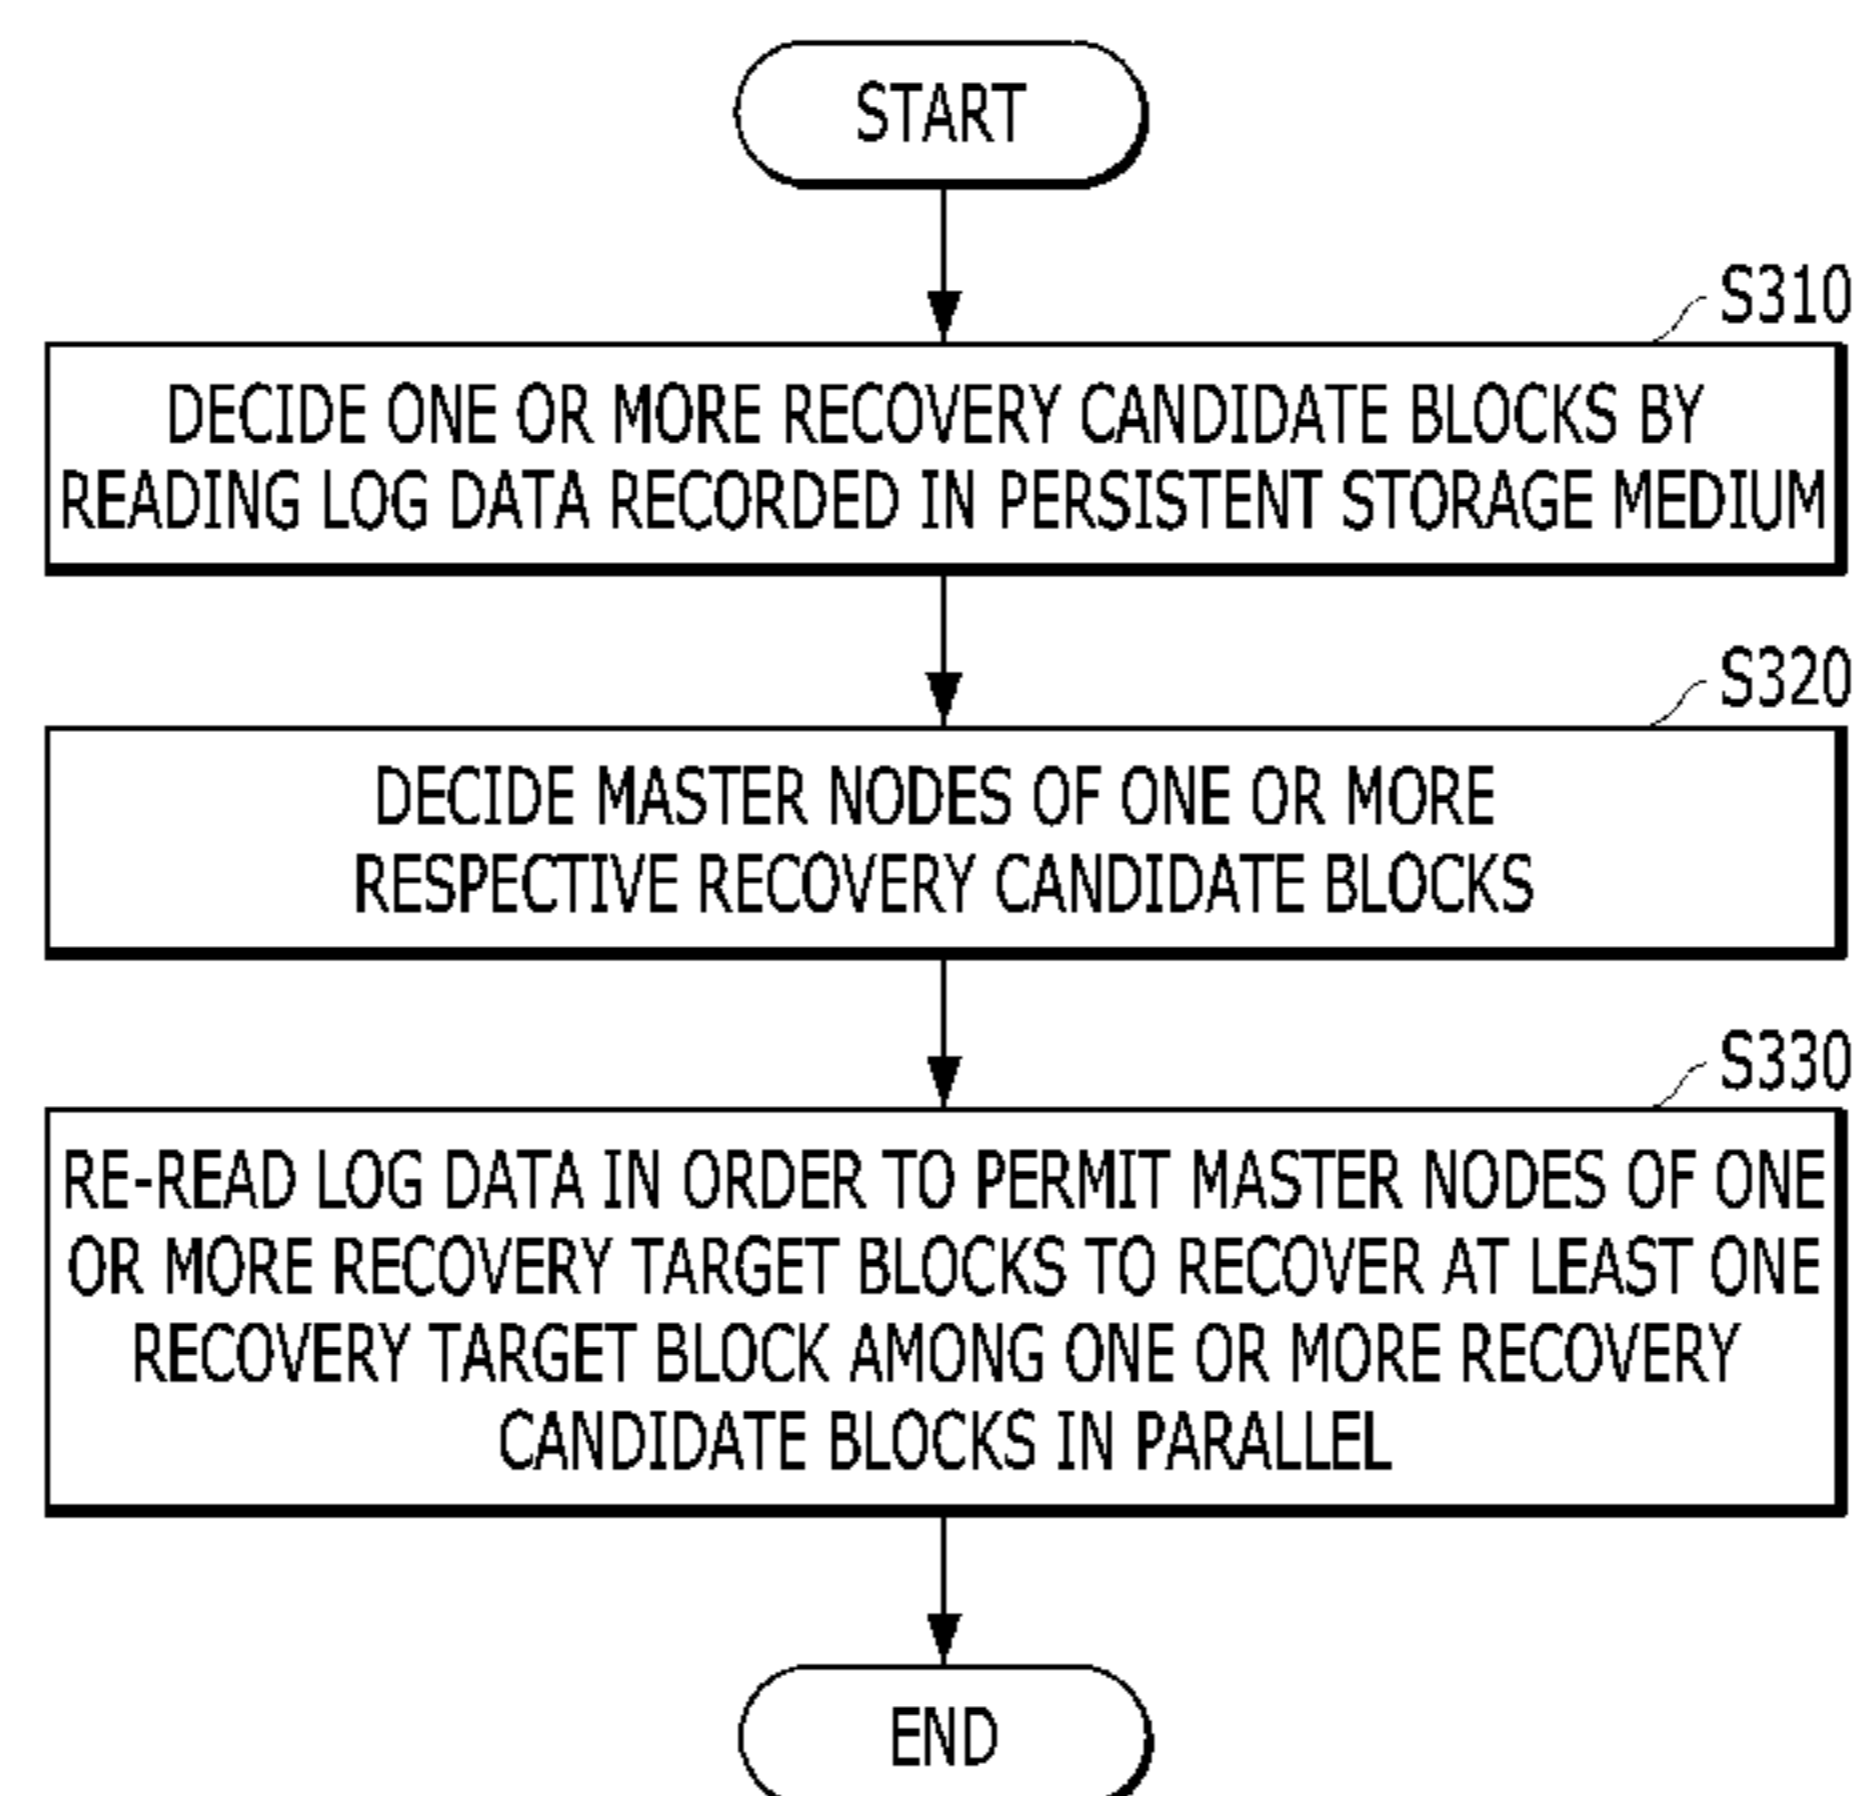 START
S310
DECIDE ONE OR MORE RECOVERY CANDIDATE BLOCKS BY
READING LOG DATA RECORDED IN PERSISTENT STORAGE MEDIUM
S320
DECIDE MASTER NODES OF ONE OR MORE
RESPECTIVE RECOVERY CANDIDATE BLOCKS
S330
RE-READ LOG DATA IN ORDER TO PERMIT MASTER NODES OF ONE
OR MORE RECOVERY TARGET BLOCKS TO RECOVER AT LEAST ONE
RECOVERY TARGET BLOCK AMONG ONE OR MORE RECOVERY
CANDIDATE BLOCKS IN PARALLEL
END